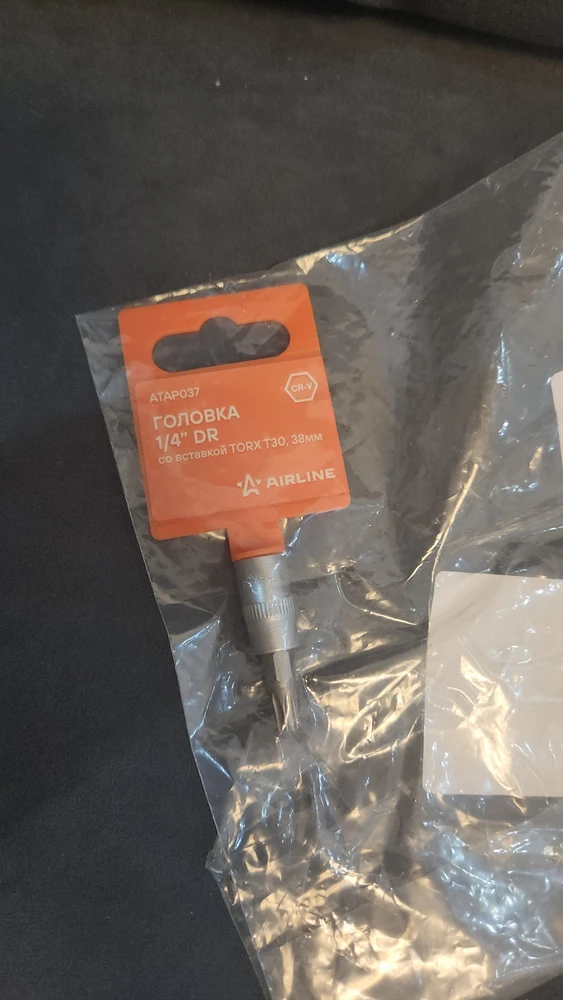 ATAP037
CR-V
ГОЛОВКА
1/4" DR
со вставкой TORX T30, 38мм
AIRLINE